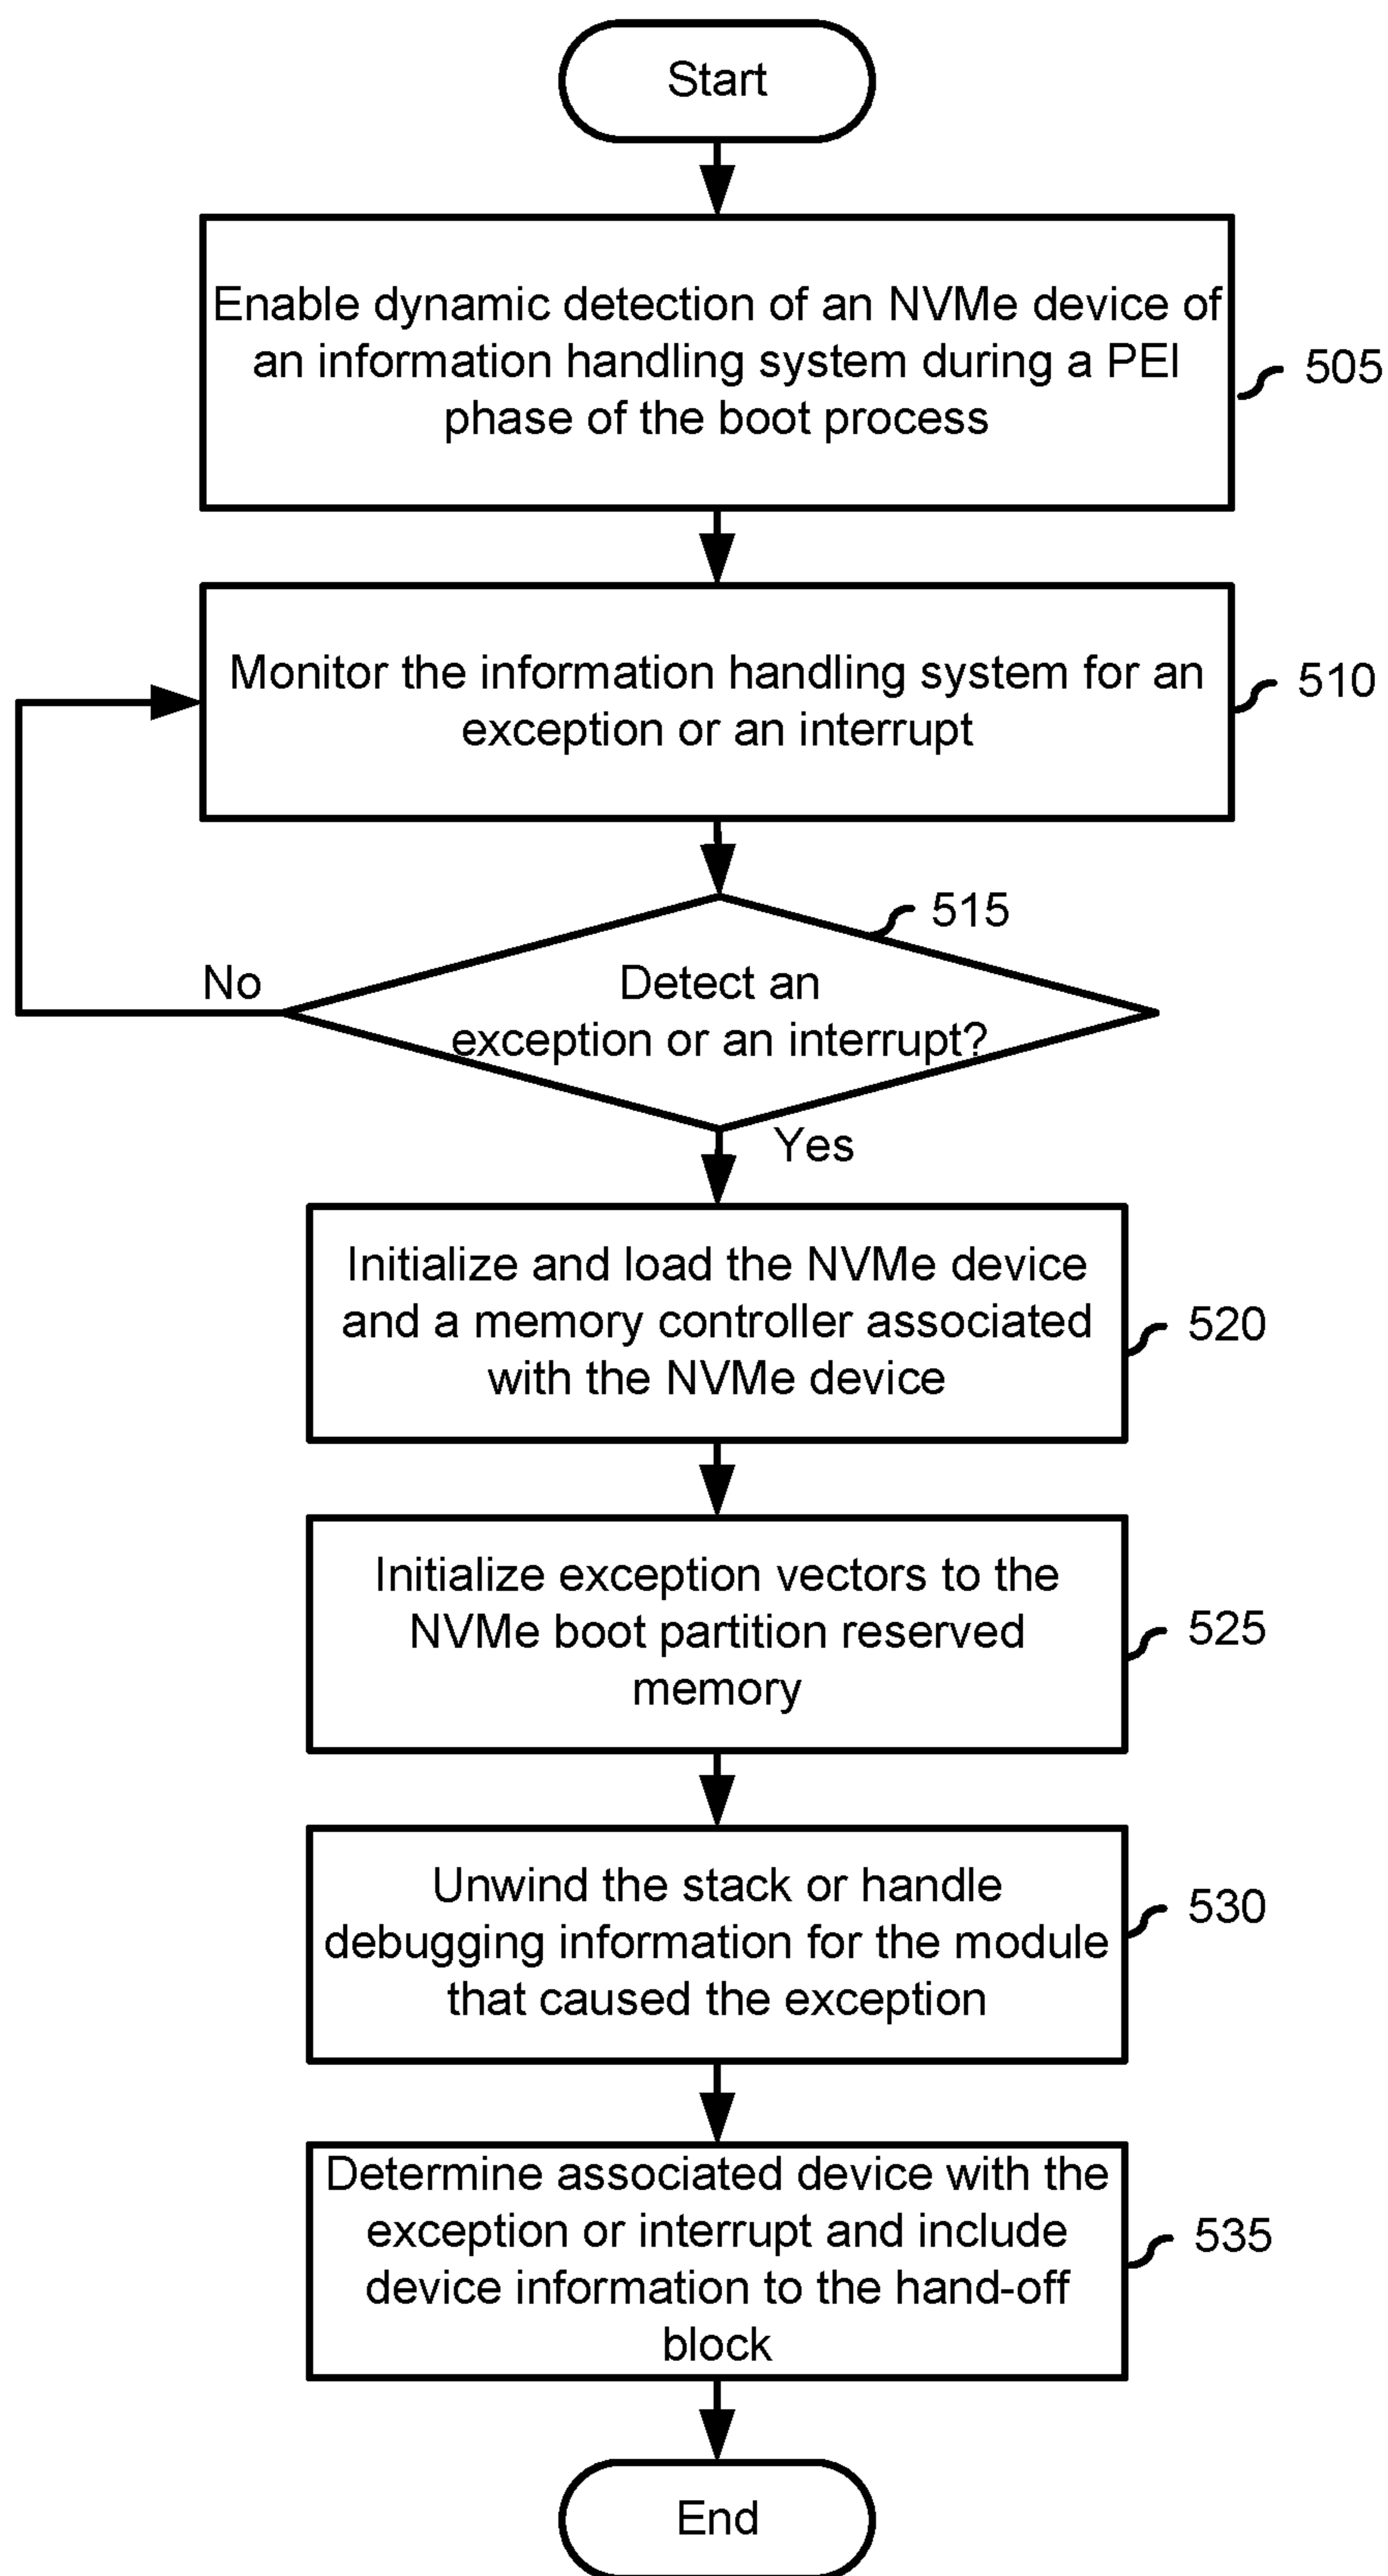 Start
Enable dynamic detection of an NVMe device of
an information handling system during a PEI
phase of the boot process
505
Monitor the information handling system for an
exception or an interrupt
510
515
Detect an
exception or an interrupt?
No
Yes
Initialize and load the NVMe device
and a memory controller associated
with the NVMe device
520
Initialize exception vectors to the
NVMe boot partition reserved
memory
525
Unwind the stack or handle
debugging information for the module
that caused the exception
530
Determine associated device with the
exception or interrupt and include
device information to the hand-off
block
535
End